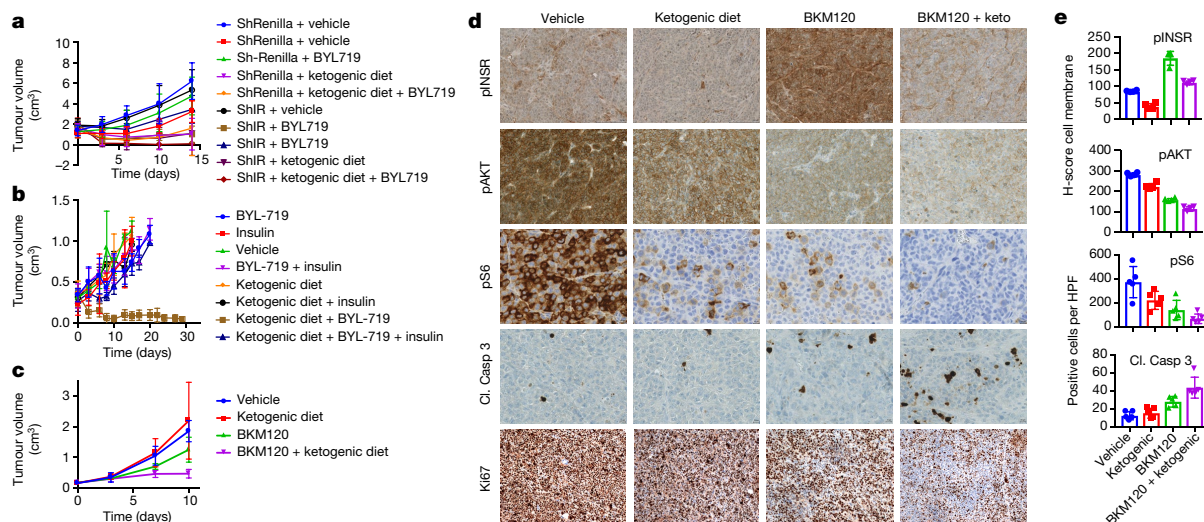 a
Tumour volume
(cm³)
10
8
6
4
2
0
−2
5
10
15
Time (days)
ShRenilla + vehicle
ShRenilla + vehicle
Sh-Renilla + BYL719
ShRenilla + ketogenic diet
ShRenilla + ketogenic diet + BYL719
ShIR + vehicle
ShIR + BYL719
ShIR + BYL719
ShIR + ketogenic diet
ShIR + ketogenic diet + BYL719
b
Tumour volume
(cm³)
1.5
1.0
0.5
0
0
10
20
30
Time (days)
BYL-719
Insulin
Vehicle
BYL-719 + insulin
Ketogenic diet
Ketogenic diet + insulin
Ketogenic diet + BYL-719
Ketogenic diet + BYL-719 + insulin
c
Tumour volume
(cm³)
3
2
1
0
0
5
10
Time (days)
Vehicle
Ketogenic diet
BKM120
BKM120 + ketogenic diet
d
Vehicle
Ketogenic diet
BKM120
BKM120 + keto
pINSR
pAKT
pS6
Cl. Casp 3
Ki67
e
H-score cell membrane
pINSR
250
200
150
100
50
0
pAKT
400
300
200
100
0
Positive cells per HPF
pS6
600
400
200
0
Cl. Casp 3
80
60
40
20
0
Vehicle
Ketogenic
BKM120
BKM120 + ketogenic